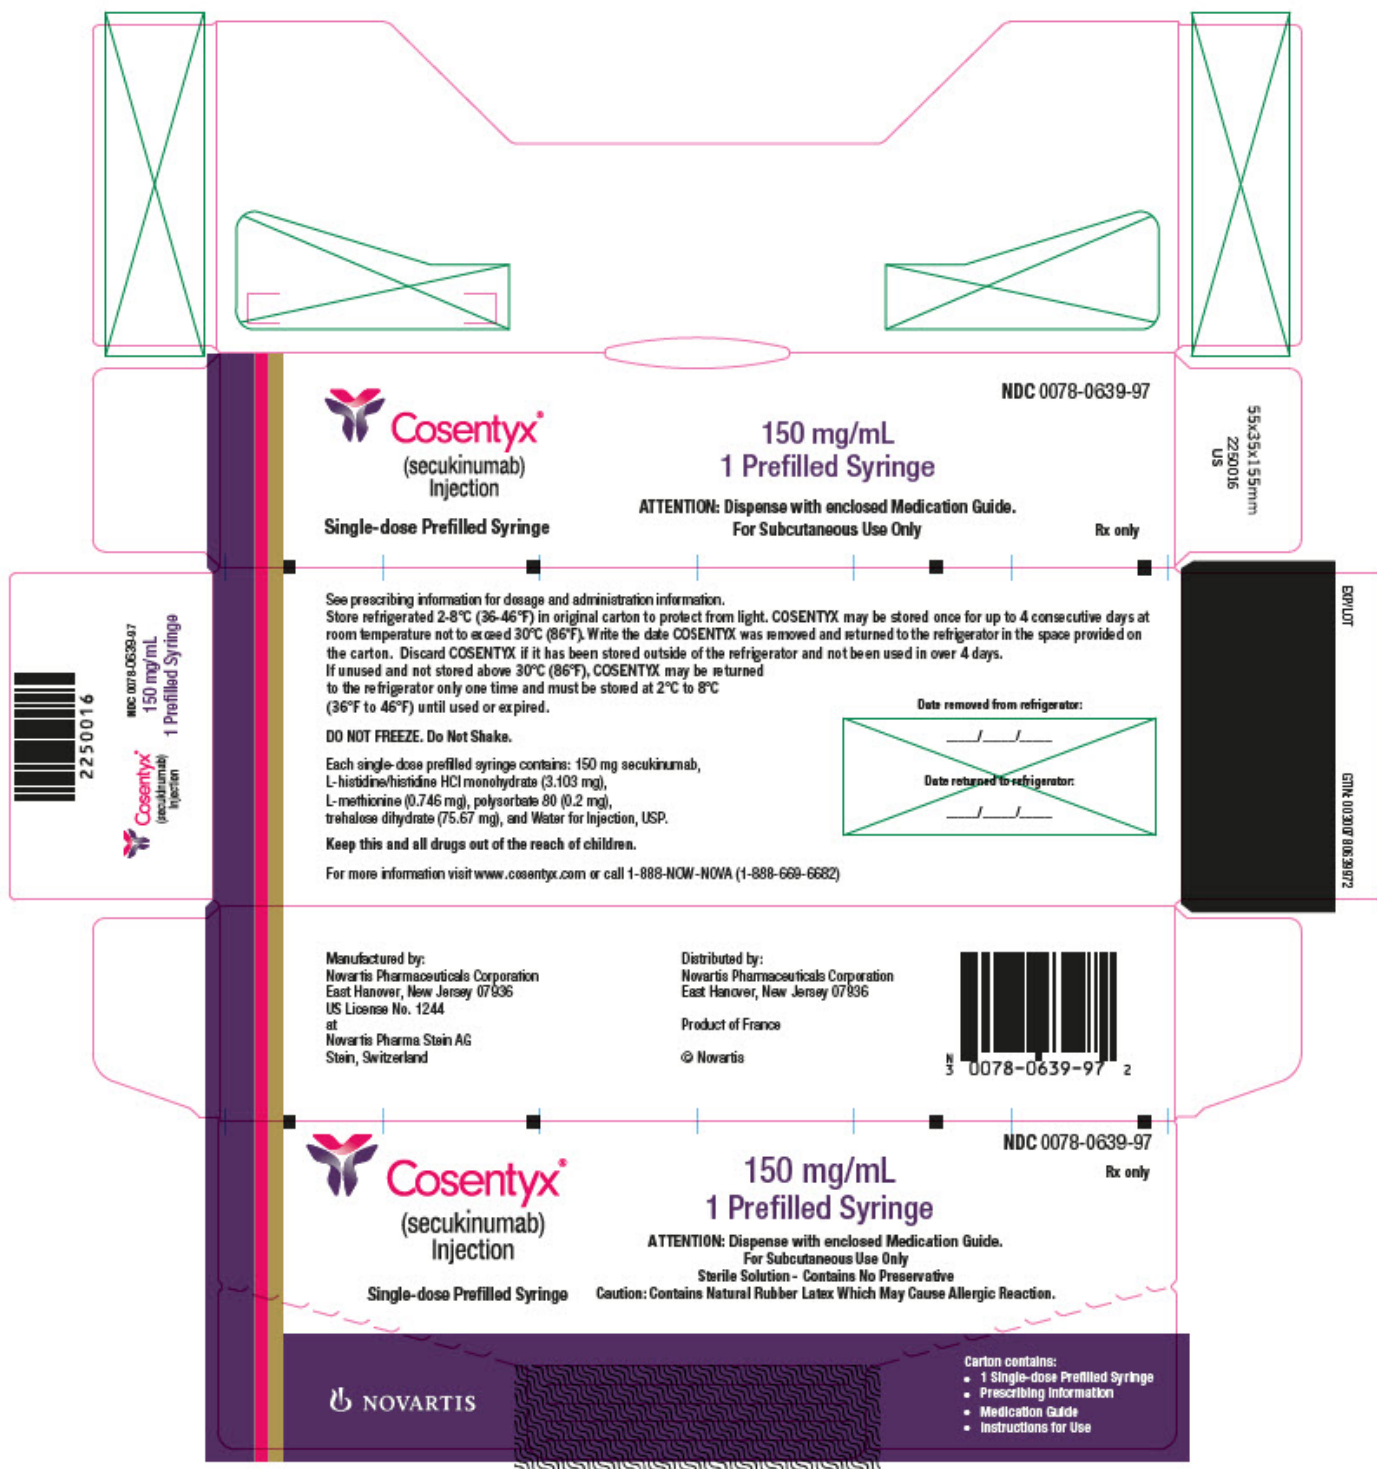 NDC 0078-0639-97
Cosentyx®
(secukinumab)
Injection
Single-dose Prefilled Syringe
150 mg/mL
1 Prefilled Syringe
ATTENTION: Dispense with enclosed Medication Guide.
For Subcutaneous Use Only
Rx only
55x35x155mm
2250016
US
See prescribing information for dosage and administration information.
Store refrigerated 2-8°C (36-46°F) in original carton to protect from light. COSENTYX may be stored once for up to 4 consecutive days at
room temperature not to exceed 30°C (86°F). Write the date COSENTYX was removed and returned to the refrigerator in the space provided on
the carton. Discard COSENTYX if it has been stored outside of the refrigerator and not been used in over 4 days.
If unused and not stored above 30°C (86°F), COSENTYX may be returned
to the refrigerator only one time and must be stored at 2°C to 8°C
(36°F to 46°F) until used or expired.
DO NOT FREEZE. Do Not Shake.
Each single-dose prefilled syringe contains: 150 mg secukinumab,
L-histidine/histidine HCl monohydrate (3.103 mg),
L-methionine (0.746 mg), polysorbate 80 (0.2 mg),
trehalose dihydrate (75.67 mg), and Water for Injection, USP.
Keep this and all drugs out of the reach of children.
For more information visit www.cosentyx.com or call 1-888-NOW-NOVA (1-888-669-6682)
Date removed from refrigerator:
____/____/____
Date returned to refrigerator:
____/____/____
2250016
NDC 0078-0639-97
150 mg/mL
1 Prefilled Syringe
Cosentyx®
(secukinumab)
Injection
EXP/LOT
GTIN: 00300780639972
Manufactured by:
Novartis Pharmaceuticals Corporation
East Hanover, New Jersey 07936
US License No. 1244
at
Novartis Pharma Stein AG
Stein, Switzerland
Distributed by:
Novartis Pharmaceuticals Corporation
East Hanover, New Jersey 07936
Product of France
© Novartis
N
3 0078-0639-97 2
NDC 0078-0639-97
Rx only
Cosentyx®
(secukinumab)
Injection
Single-dose Prefilled Syringe
150 mg/mL
1 Prefilled Syringe
ATTENTION: Dispense with enclosed Medication Guide.
For Subcutaneous Use Only
Sterile Solution - Contains No Preservative
Caution: Contains Natural Rubber Latex Which May Cause Allergic Reaction.
NOVARTIS
Carton contains:
• 1 Single-dose Prefilled Syringe
• Prescribing Information
• Medication Guide
• Instructions for Use